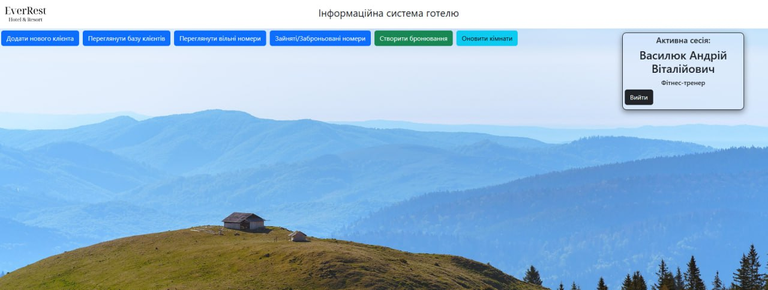 EverRest
Hotel & Resort
Інформаційна система готелю
Додати нового клієнта
Переглянути базу клієнтів
Переглянути вільні номери
Зайняті/Заброньовані номери
Створити бронювання
Оновити кімнати
Активна сесія:
Василюк Андрій
Віталійович
Фітнес-тренер
Вийти